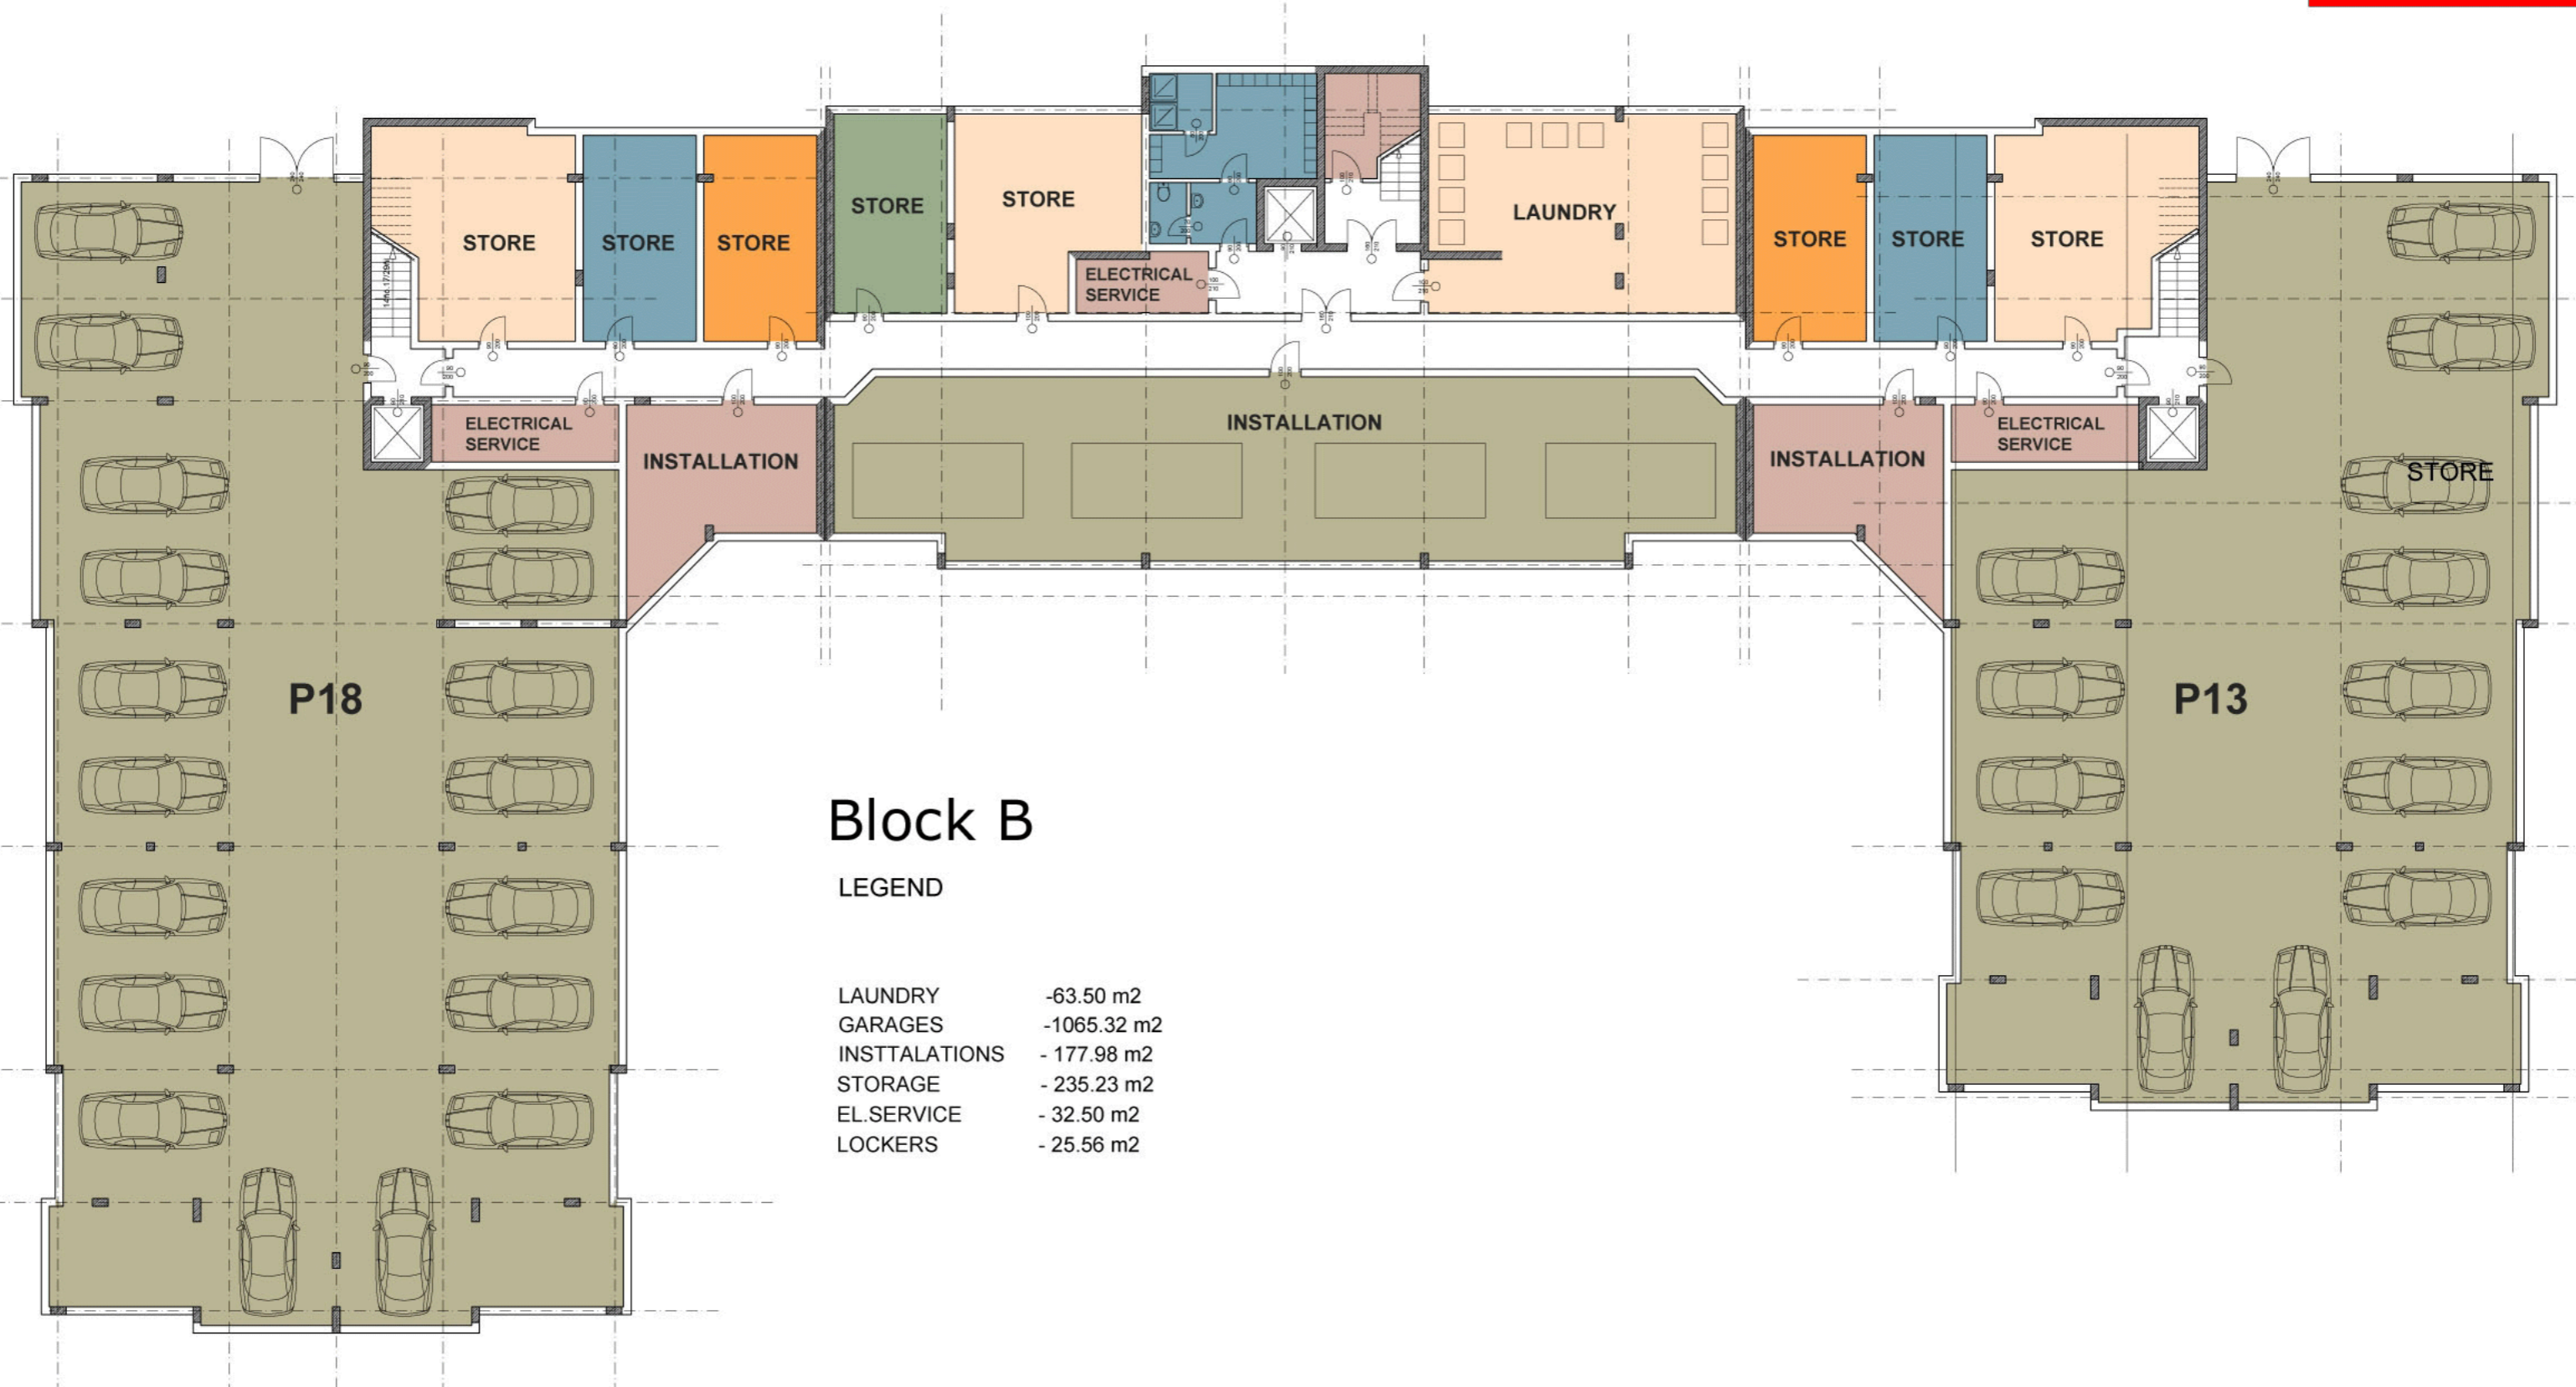 STORE
STORE
STORE
STORE
STORE
ELECTRICAL
SERVICE
LAUNDRY
STORE
STORE
STORE
ELECTRICAL
SERVICE
INSTALLATION
INSTALLATION
INSTALLATION
ELECTRICAL
SERVICE
STORE
P18
P13
Block B
LEGEND
LAUNDRY -63.50 m2
GARAGES -1065.32 m2
INSTTALATIONS - 177.98 m2
STORAGE - 235.23 m2
EL.SERVICE - 32.50 m2
LOCKERS - 25.56 m2